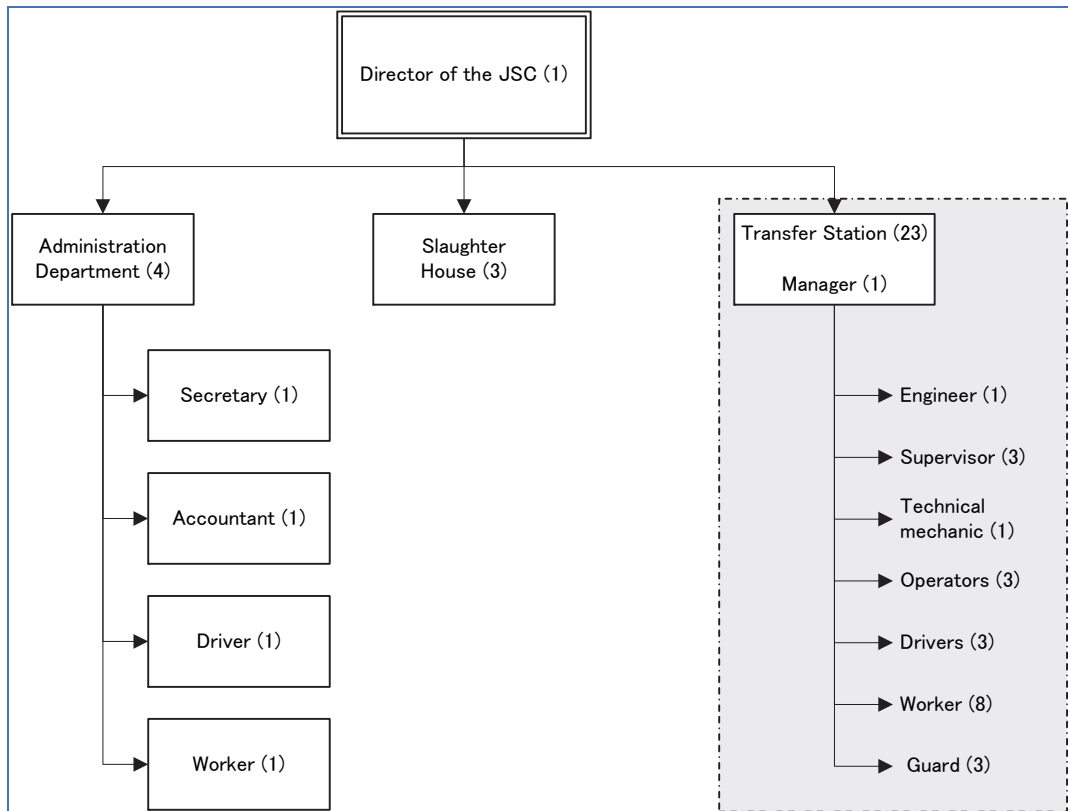 Director of the JSC (1)
Administration
Department (4)
Slaughter
House (3)
Transfer Station (23)
Manager (1)
Secretary (1)
Accountant (1)
Driver (1)
Worker (1)
Engineer (1)
Supervisor (3)
Technical
mechanic (1)
Operators (3)
Drivers (3)
Worker (8)
Guard (3)